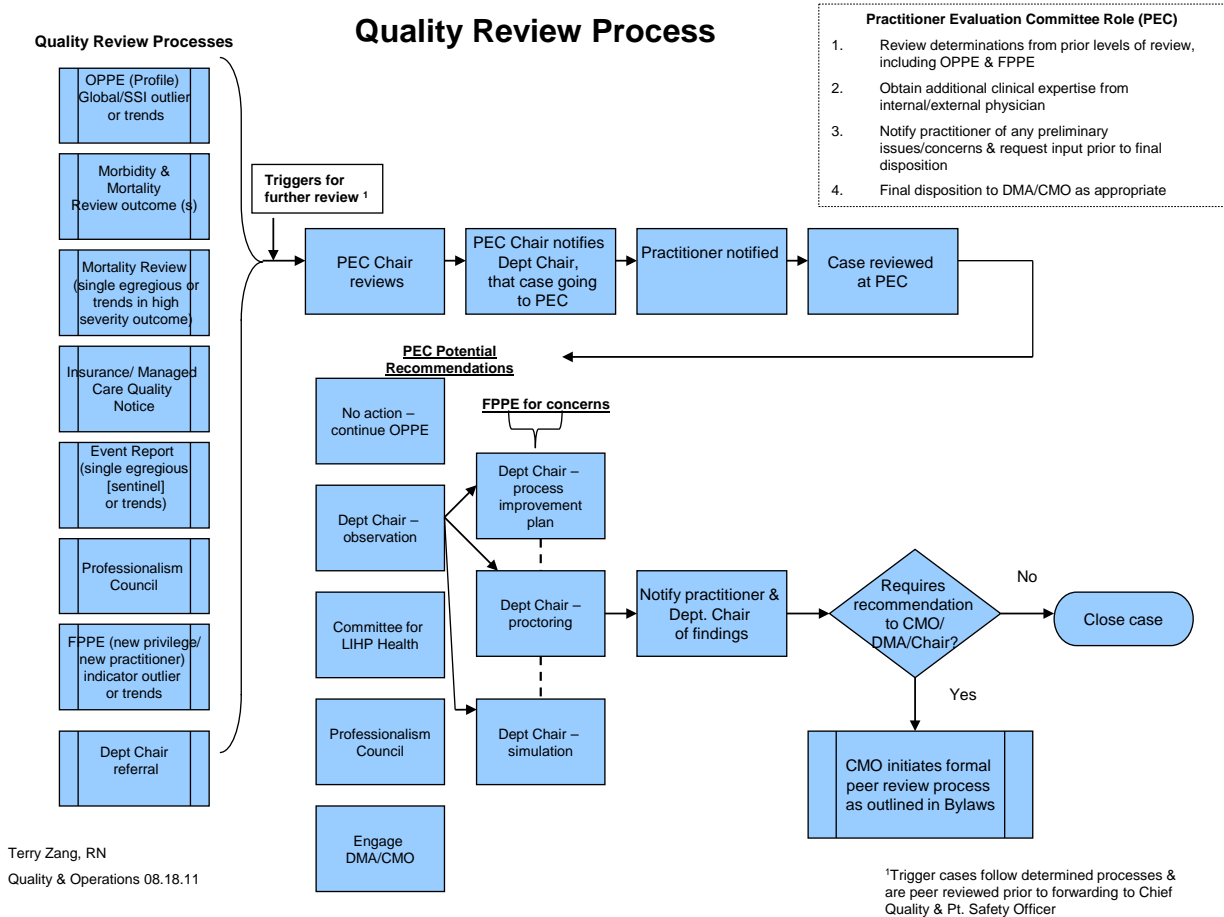 Quality Review Process
Practitioner Evaluation Committee Role (PEC)
1. Review determinations from prior levels of review,
including OPPE & FPPE
2. Obtain additional clinical expertise from
internal/external physician
3. Notify practitioner of any preliminary
issues/concerns & request input prior to final
disposition
4. Final disposition to DMA/CMO as appropriate
Quality Review Processes
OPPE (Profile)
Global/SSI outlier
or trends
Morbidity &
Mortality
Review outcome (s)
Mortality Review
(single egregious or
trends in high
severity outcome)
Insurance/ Managed
Care Quality
Notice
Event Report
(single egregious
[sentinel]
or trends)
Professionalism
Council
FPPE (new privilege/
new practitioner)
indicator outlier
or trends
Dept Chair
referral
Triggers for
further review 1
PEC Chair
reviews
PEC Chair notifies
Dept Chair,
that case going
to PEC
Practitioner notified
Case reviewed
at PEC
PEC Potential
Recommendations
No action –
continue OPPE
Dept Chair –
observation
Committee for
LIHP Health
Professionalism
Council
Engage
DMA/CMO
FPPE for concerns
Dept Chair –
process
improvement
plan
Dept Chair –
proctoring
Dept Chair –
simulation
Notify practitioner &
Dept. Chair
of findings
Requires
recommendation
to CMO/
DMA/Chair?
No
Close case
Yes
CMO initiates formal
peer review process
as outlined in Bylaws
Terry Zang, RN
Quality & Operations 08.18.11
1Trigger cases follow determined processes &
are peer reviewed prior to forwarding to Chief
Quality & Pt. Safety Officer